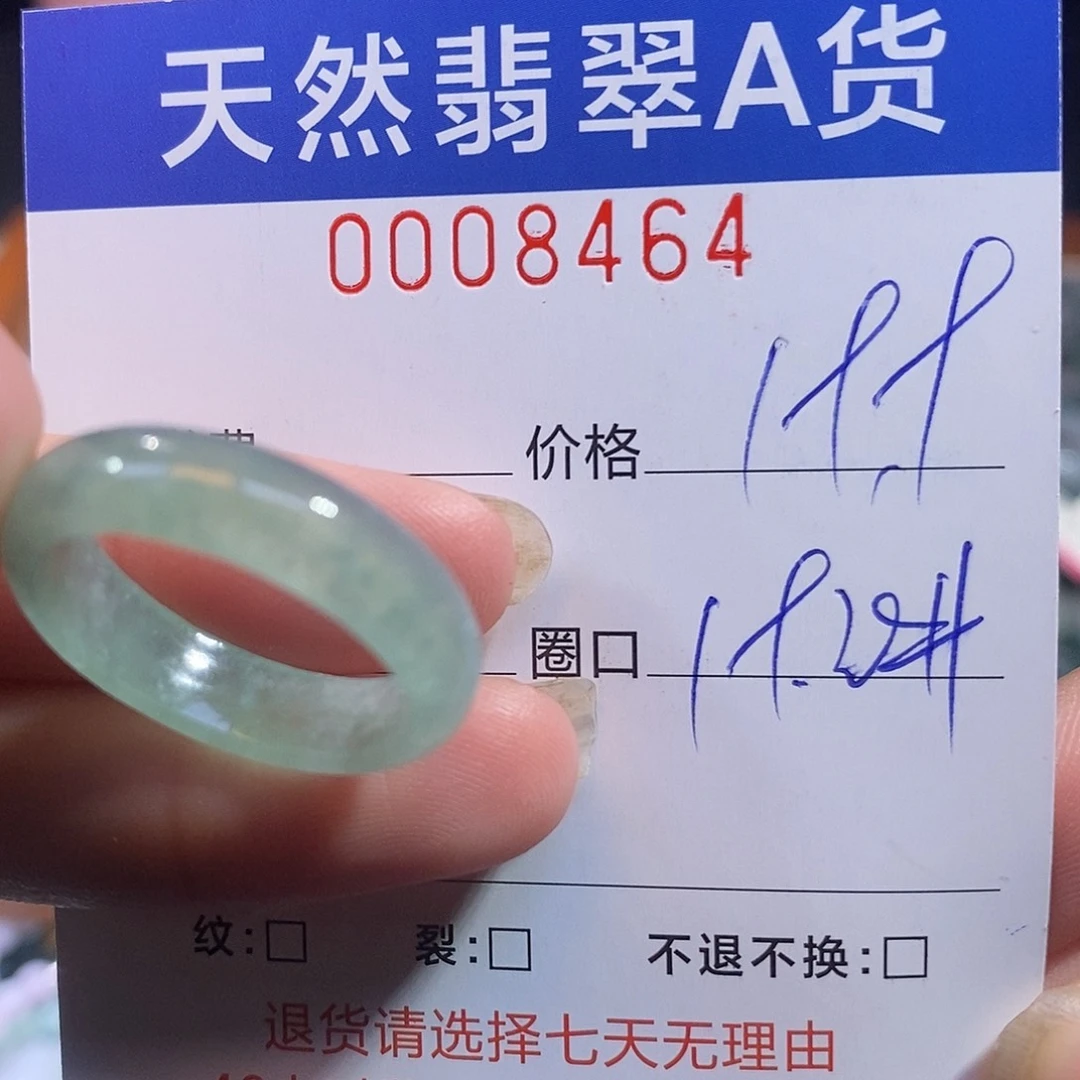 天然翡翠A货
0008464
价格
圈口
纹:□ 裂:□ 不退不换:□
退货请选择七天无理由